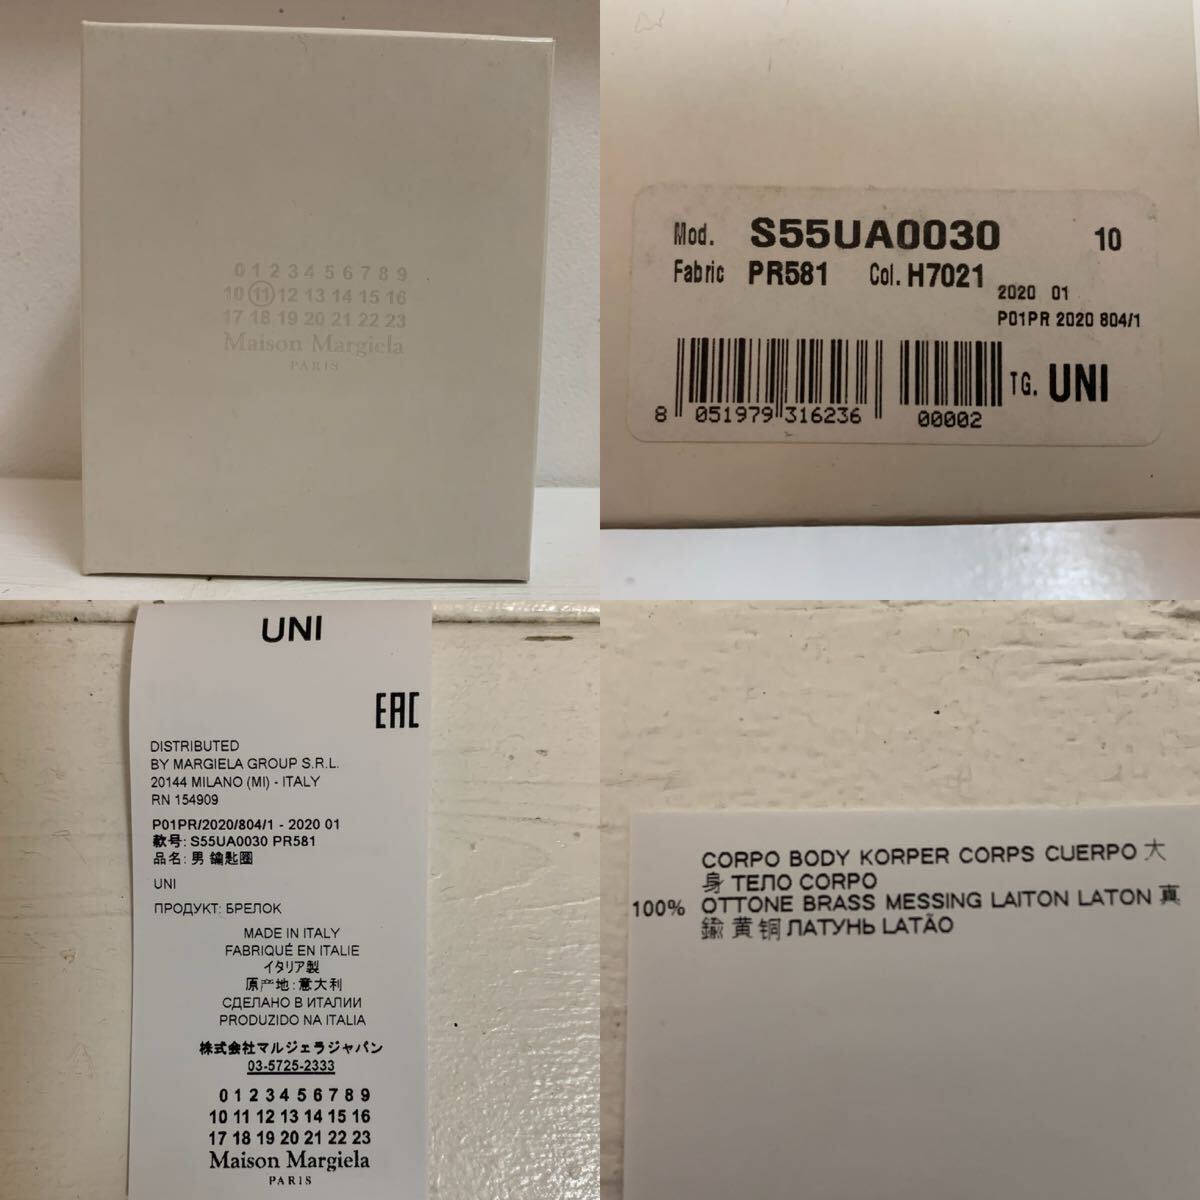 0 1 2 3 4 5 6 7 8 9
10 11 12 13 14 15 16
17 18 19 20 21 22 23
Maison Margiela
PARIS
Mod. S55UA0030 10
Fabric PR581 Col. H7021
2020 01
P01PR 2020 804/1
TG. UNI
8 051979 316236 00002
UNI
EAC
DISTRIBUTED
BY MARGIELA GROUP S.R.L.
20144 MILANO (MI) - ITALY
RN 154909
P01PR/2020/804/1 - 2020 01
款号: S55UA0030 PR581
品名: 男 鑰匙圈
UNI
ПРОДУКТ: БРЕЛОК
MADE IN ITALY
FABRIQUÉ EN ITALIE
イタリア製
原产地: 意大利
СДЕЛАНО В ИТАЛИИ
PRODUZIDO NA ITALIA
株式会社マルジェラジャパン
03-5725-2333
0 1 2 3 4 5 6 7 8 9
10 11 12 13 14 15 16
17 18 19 20 21 22 23
Maison Margiela
PARIS
CORPO BODY KORPER CORPS CUERPO 大
身 ТЕЛО CORPO
100% OTTONE BRASS MESSING LAITON LATON 真
鍮 黄铜 ЛАТУНЬ LATÃO